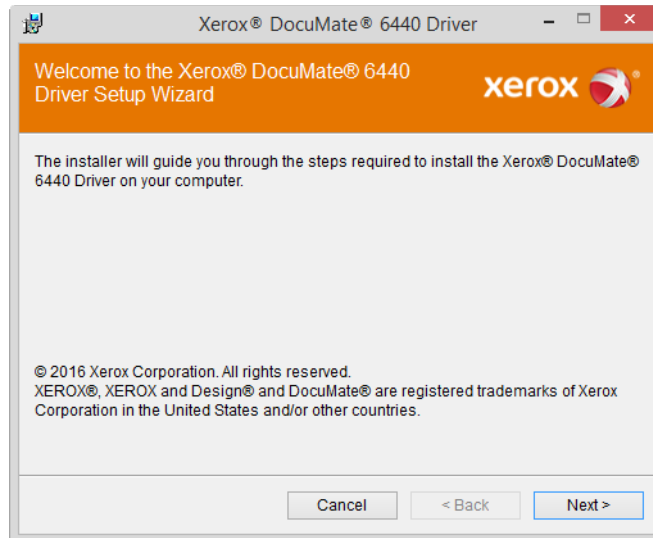 Xerox® DocuMate® 6440 Driver
Welcome to the Xerox® DocuMate® 6440
Driver Setup Wizard
xerox®
The installer will guide you through the steps required to install the Xerox® DocuMate®
6440 Driver on your computer.
© 2016 Xerox Corporation. All rights reserved.
XEROX®, XEROX and Design® and DocuMate® are registered trademarks of Xerox
Corporation in the United States and/or other countries.
Cancel < Back Next >